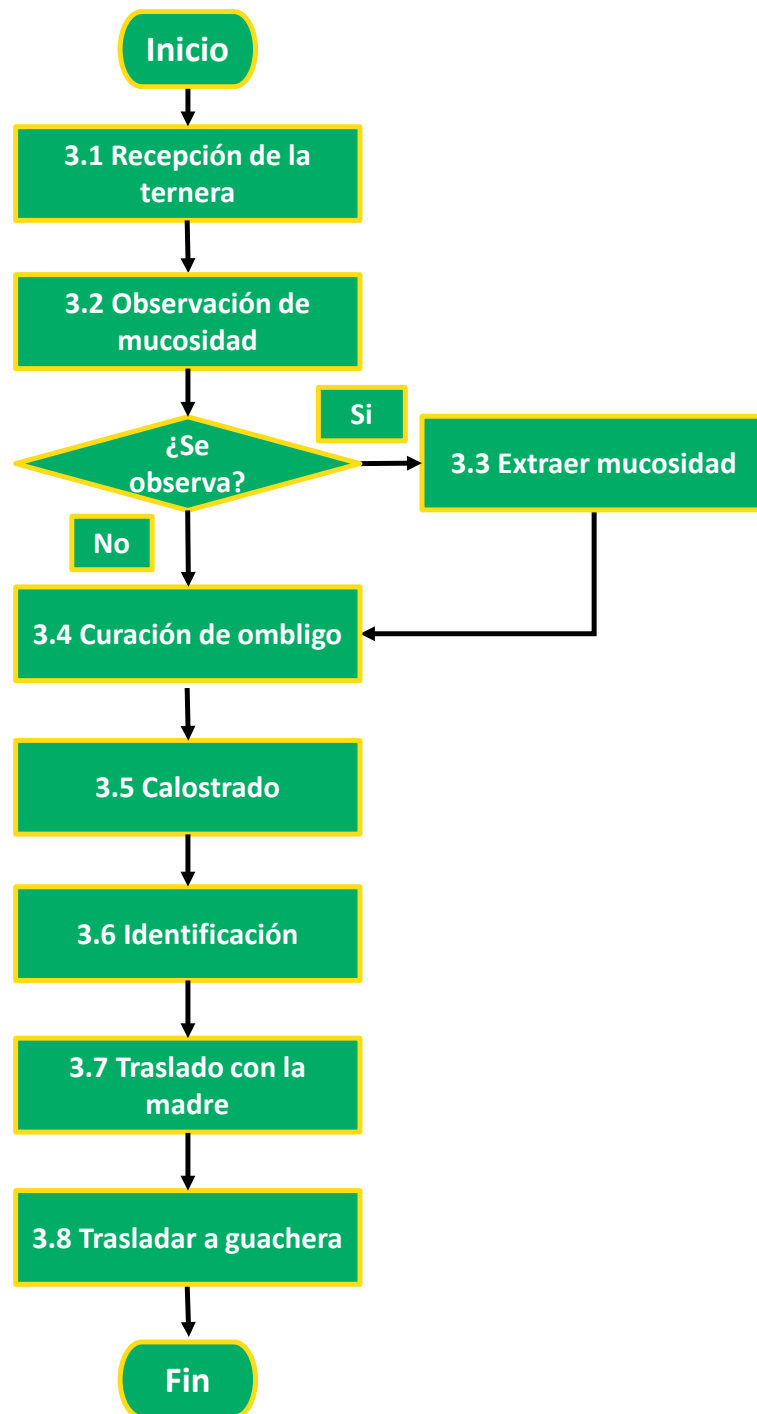 Inicio
3.1 Recepción de la
ternera
3.2 Observación de
mucosidad
¿Se
observa?
Si
3.3 Extraer mucosidad
No
3.4 Curación de ombligo
3.5 Calostrado
3.6 Identificación
3.7 Traslado con la
madre
3.8 Trasladar a guachera
Fin